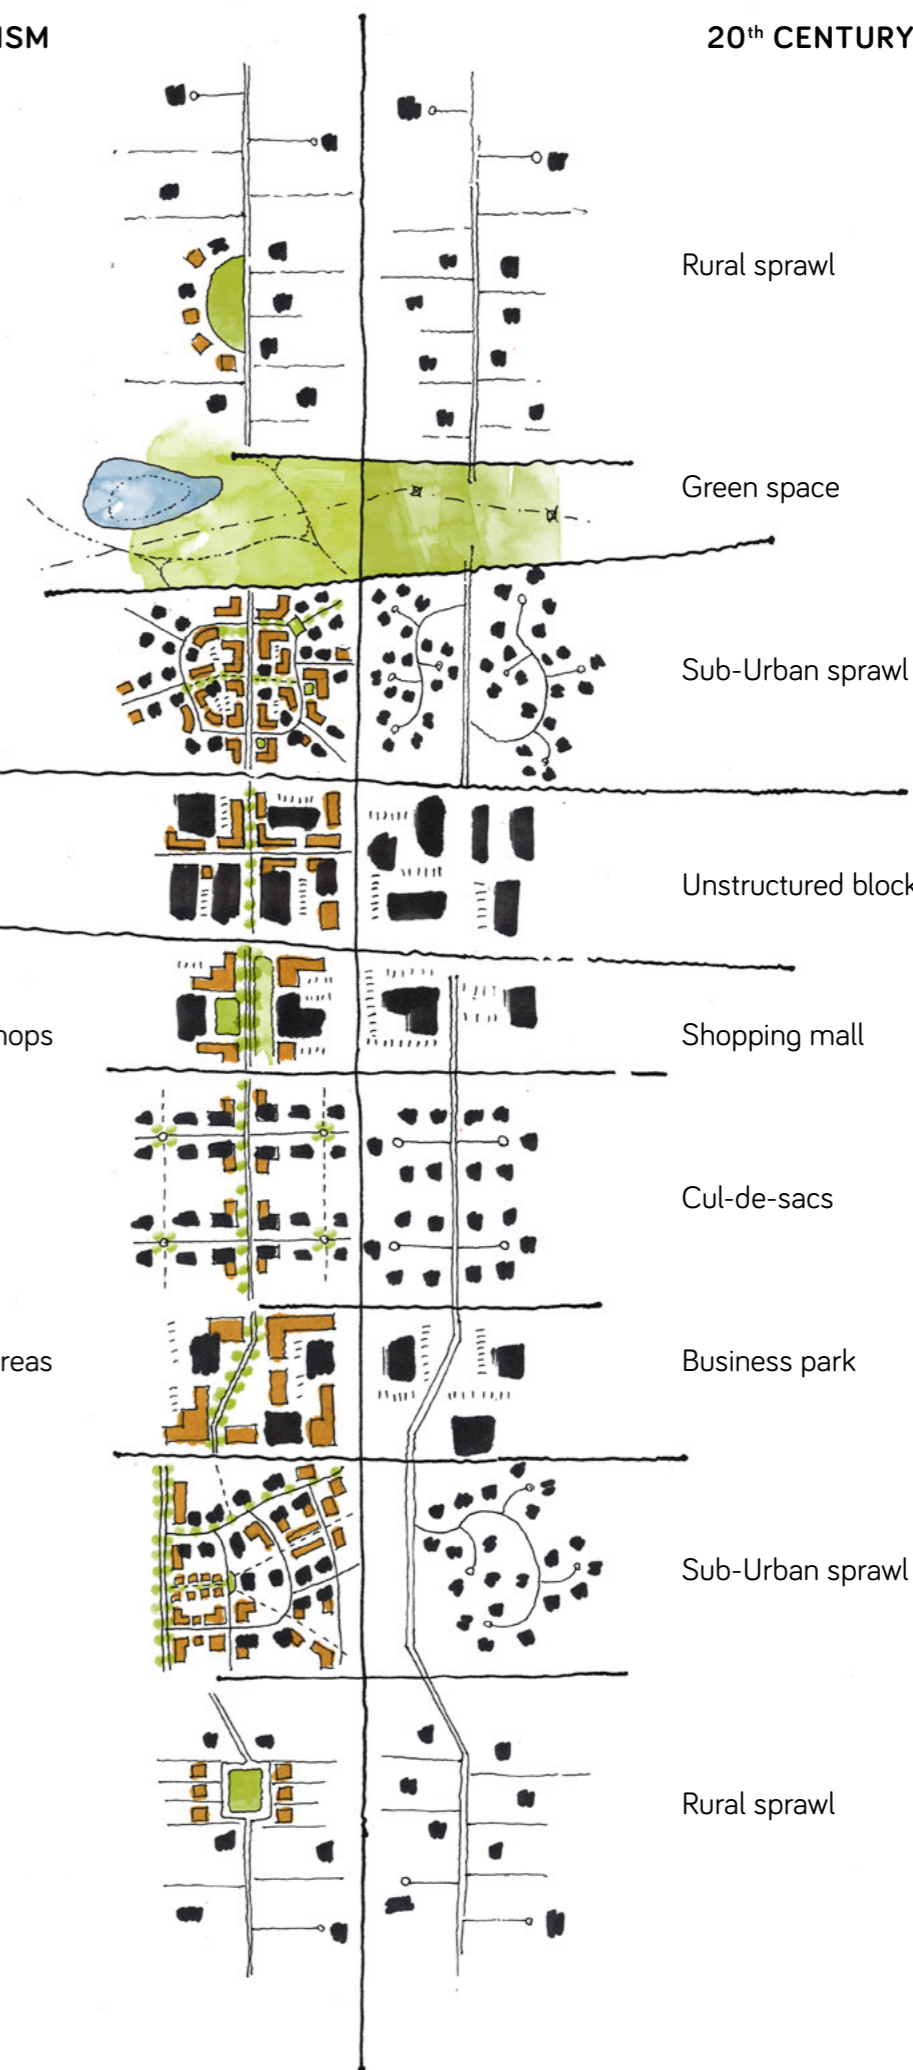 ISM
20th CENTURY
Rural sprawl
Green space
Sub-Urban sprawl
Unstructured block
hops
Shopping mall
Cul-de-sacs
reas
Business park
Sub-Urban sprawl
Rural sprawl